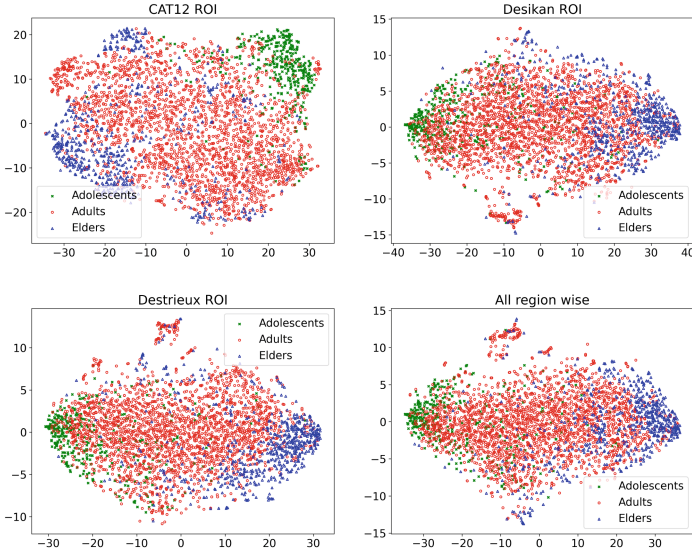 CAT12 ROI
20
10
0
−10
−20
Adolescents
Adults
Elders
−30 −20 −10 0 10 20 30
Desikan ROI
15
10
5
0
−5
−10
−15
Adolescents
Adults
Elders
−40 −30 −20 −10 0 10 20 30 40
Destrieux ROI
10
5
0
−5
−10
Adolescents
Adults
Elders
−30 −20 −10 0 10 20 30
All region wise
15
10
5
0
−5
−10
−15
Adolescents
Adults
Elders
−30 −20 −10 0 10 20 30